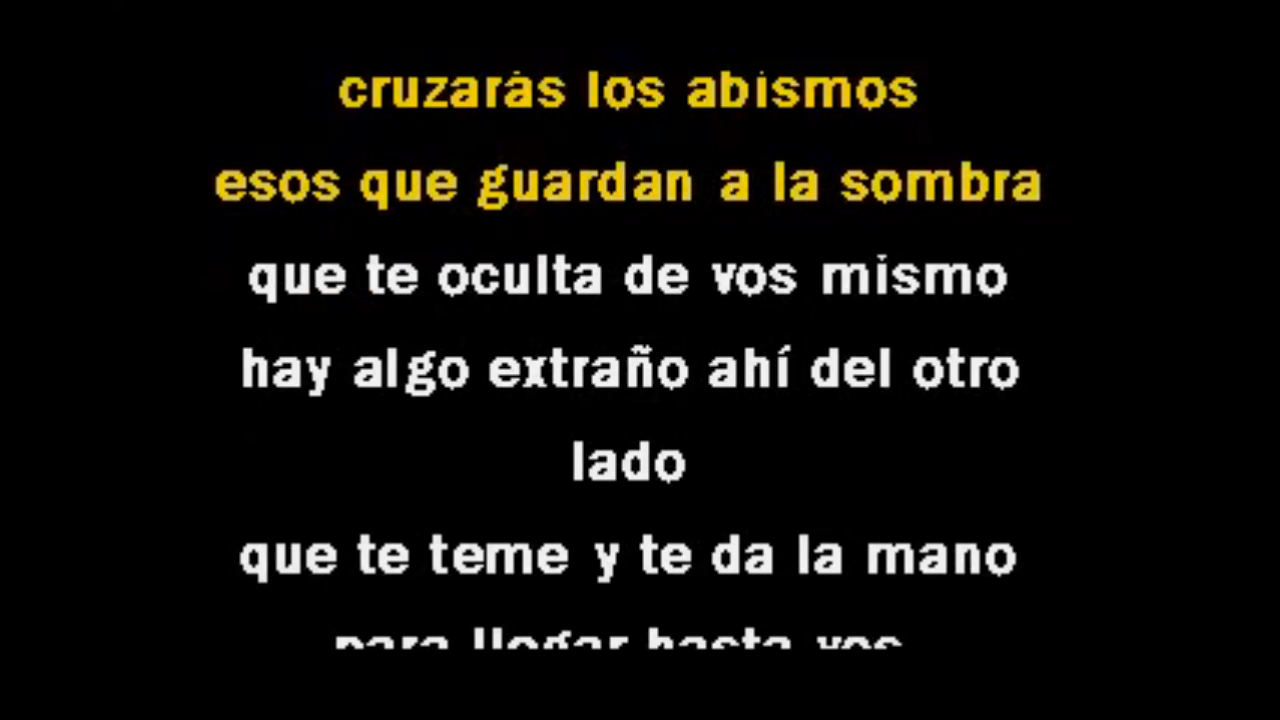 cruzarás los abismos
esos que guardan a la sombra
que te oculta de vos mismo
hay algo extraño ahí del otro
lado
que te teme y te da la mano
para llegar hasta vos